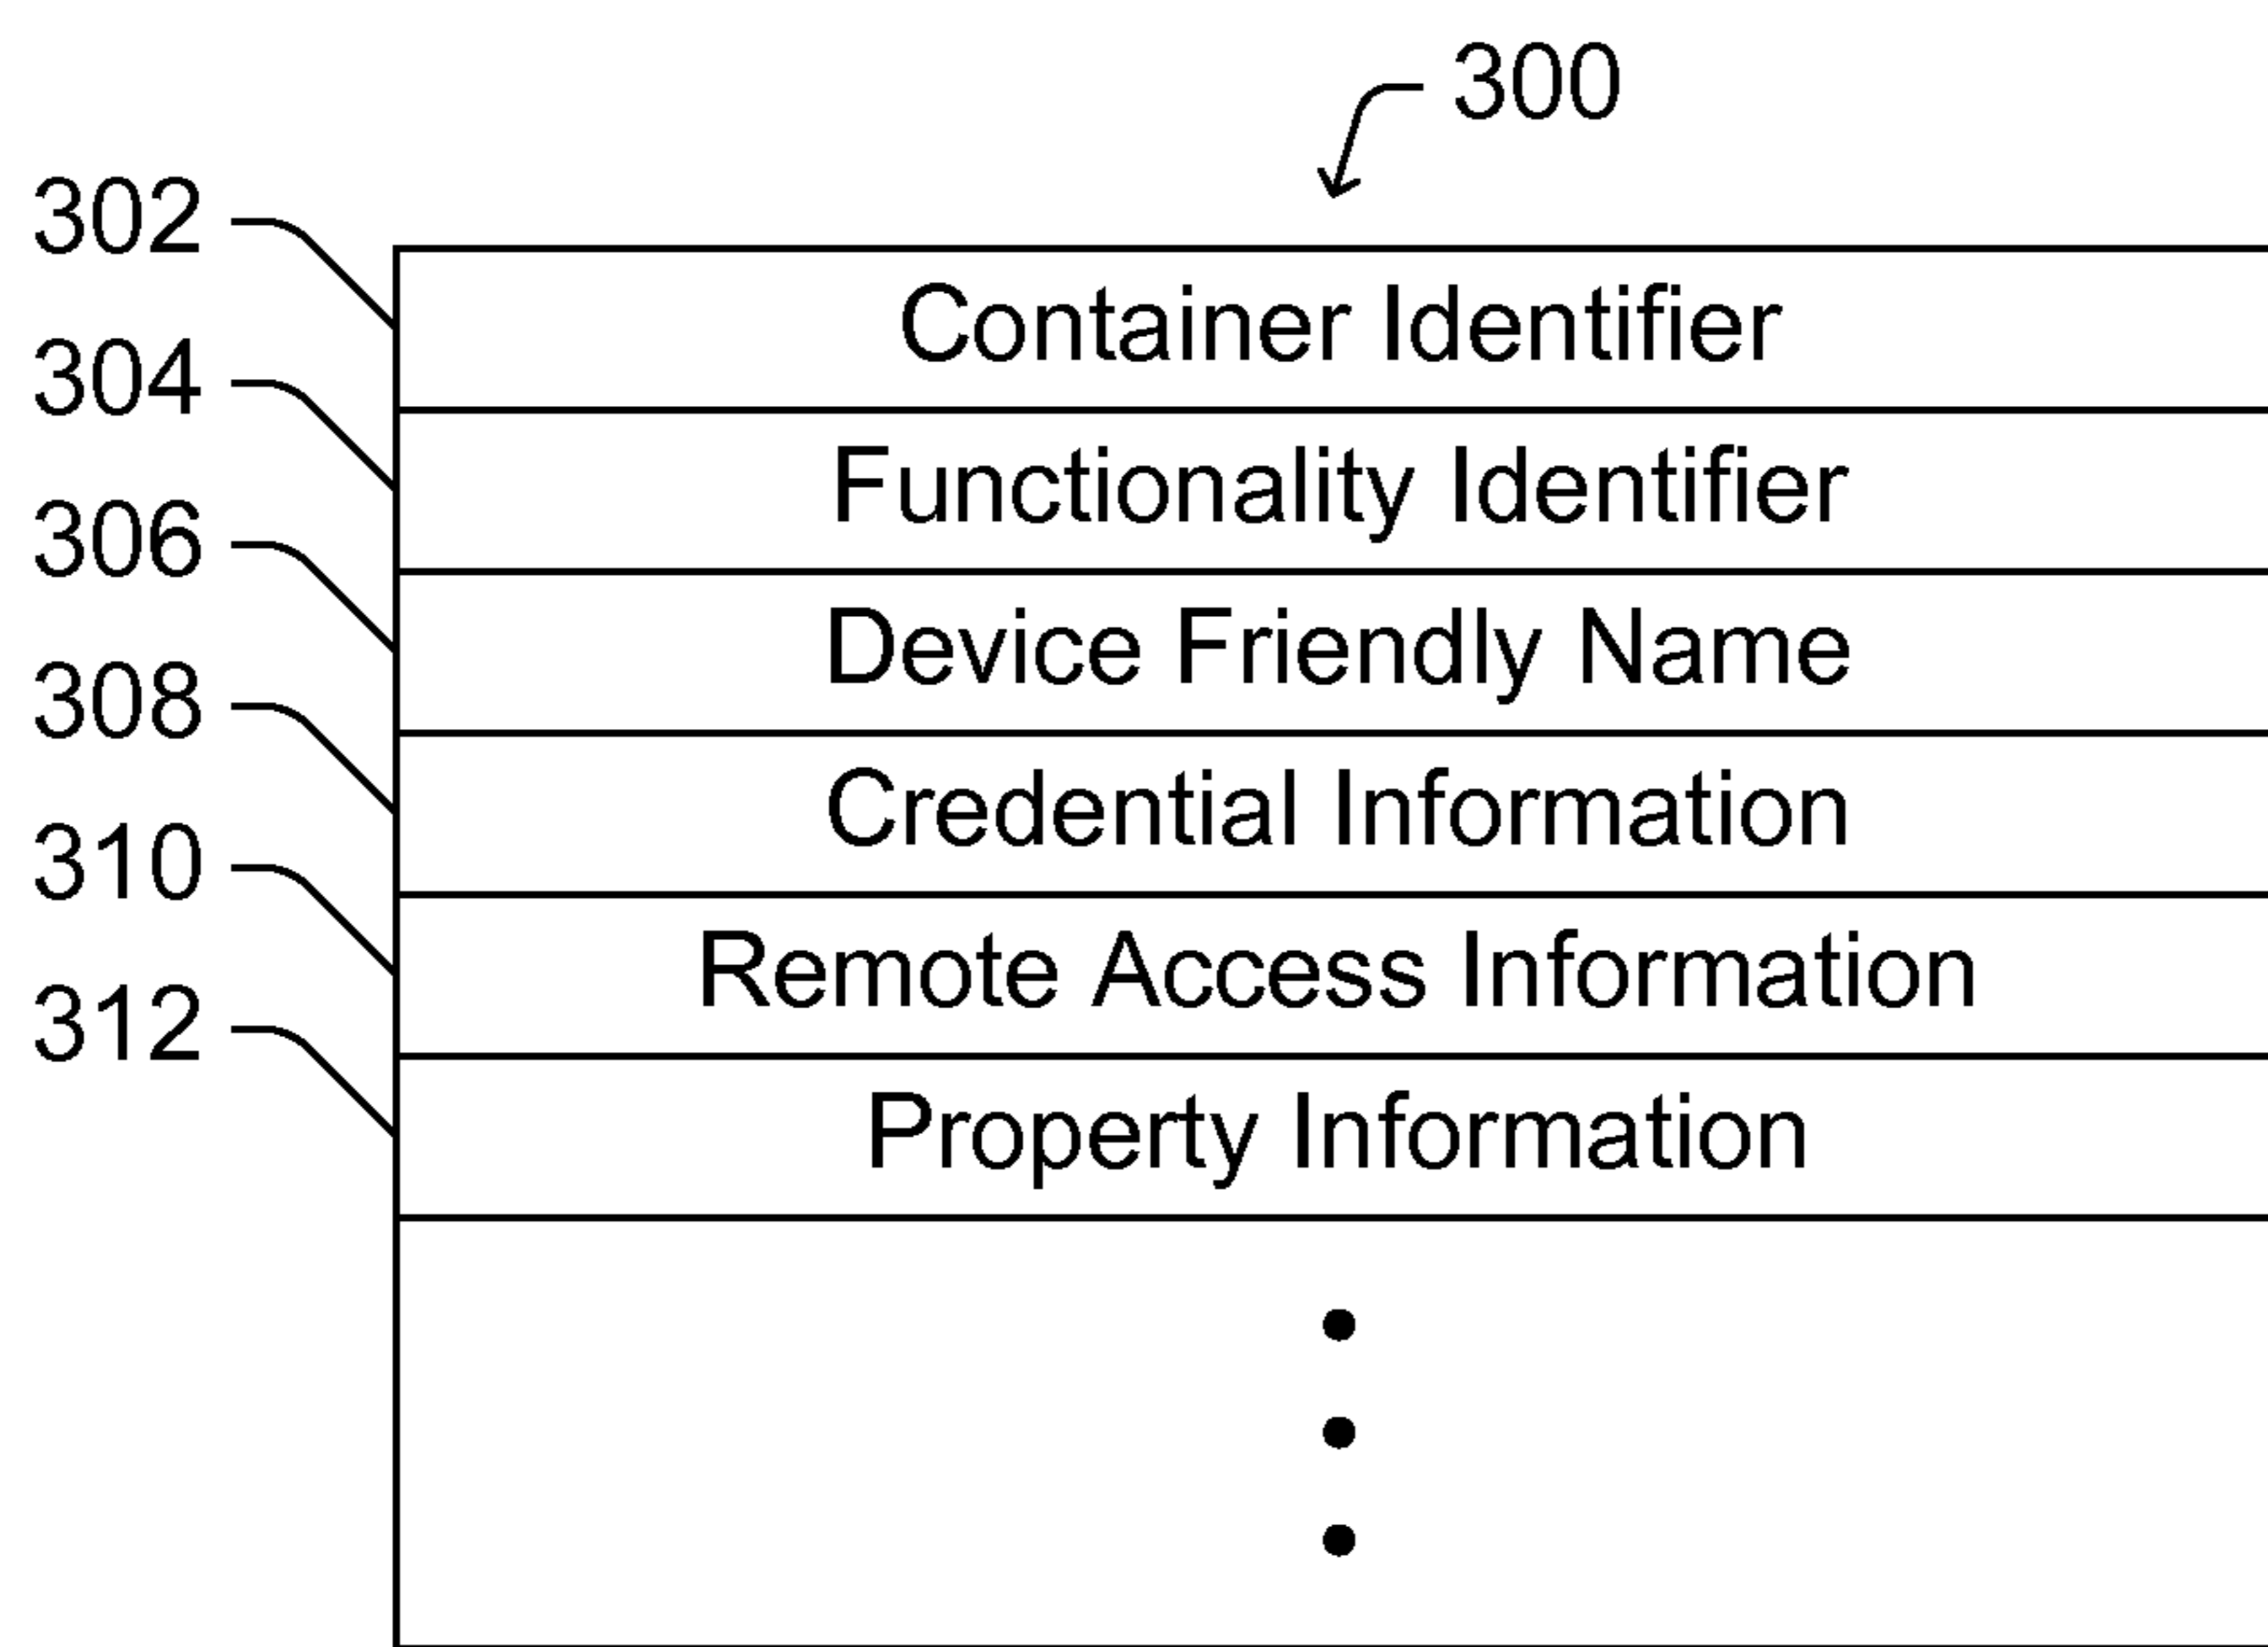 300
302
Container Identifier
304
Functionality Identifier
306
Device Friendly Name
308
Credential Information
310
Remote Access Information
312
Property Information